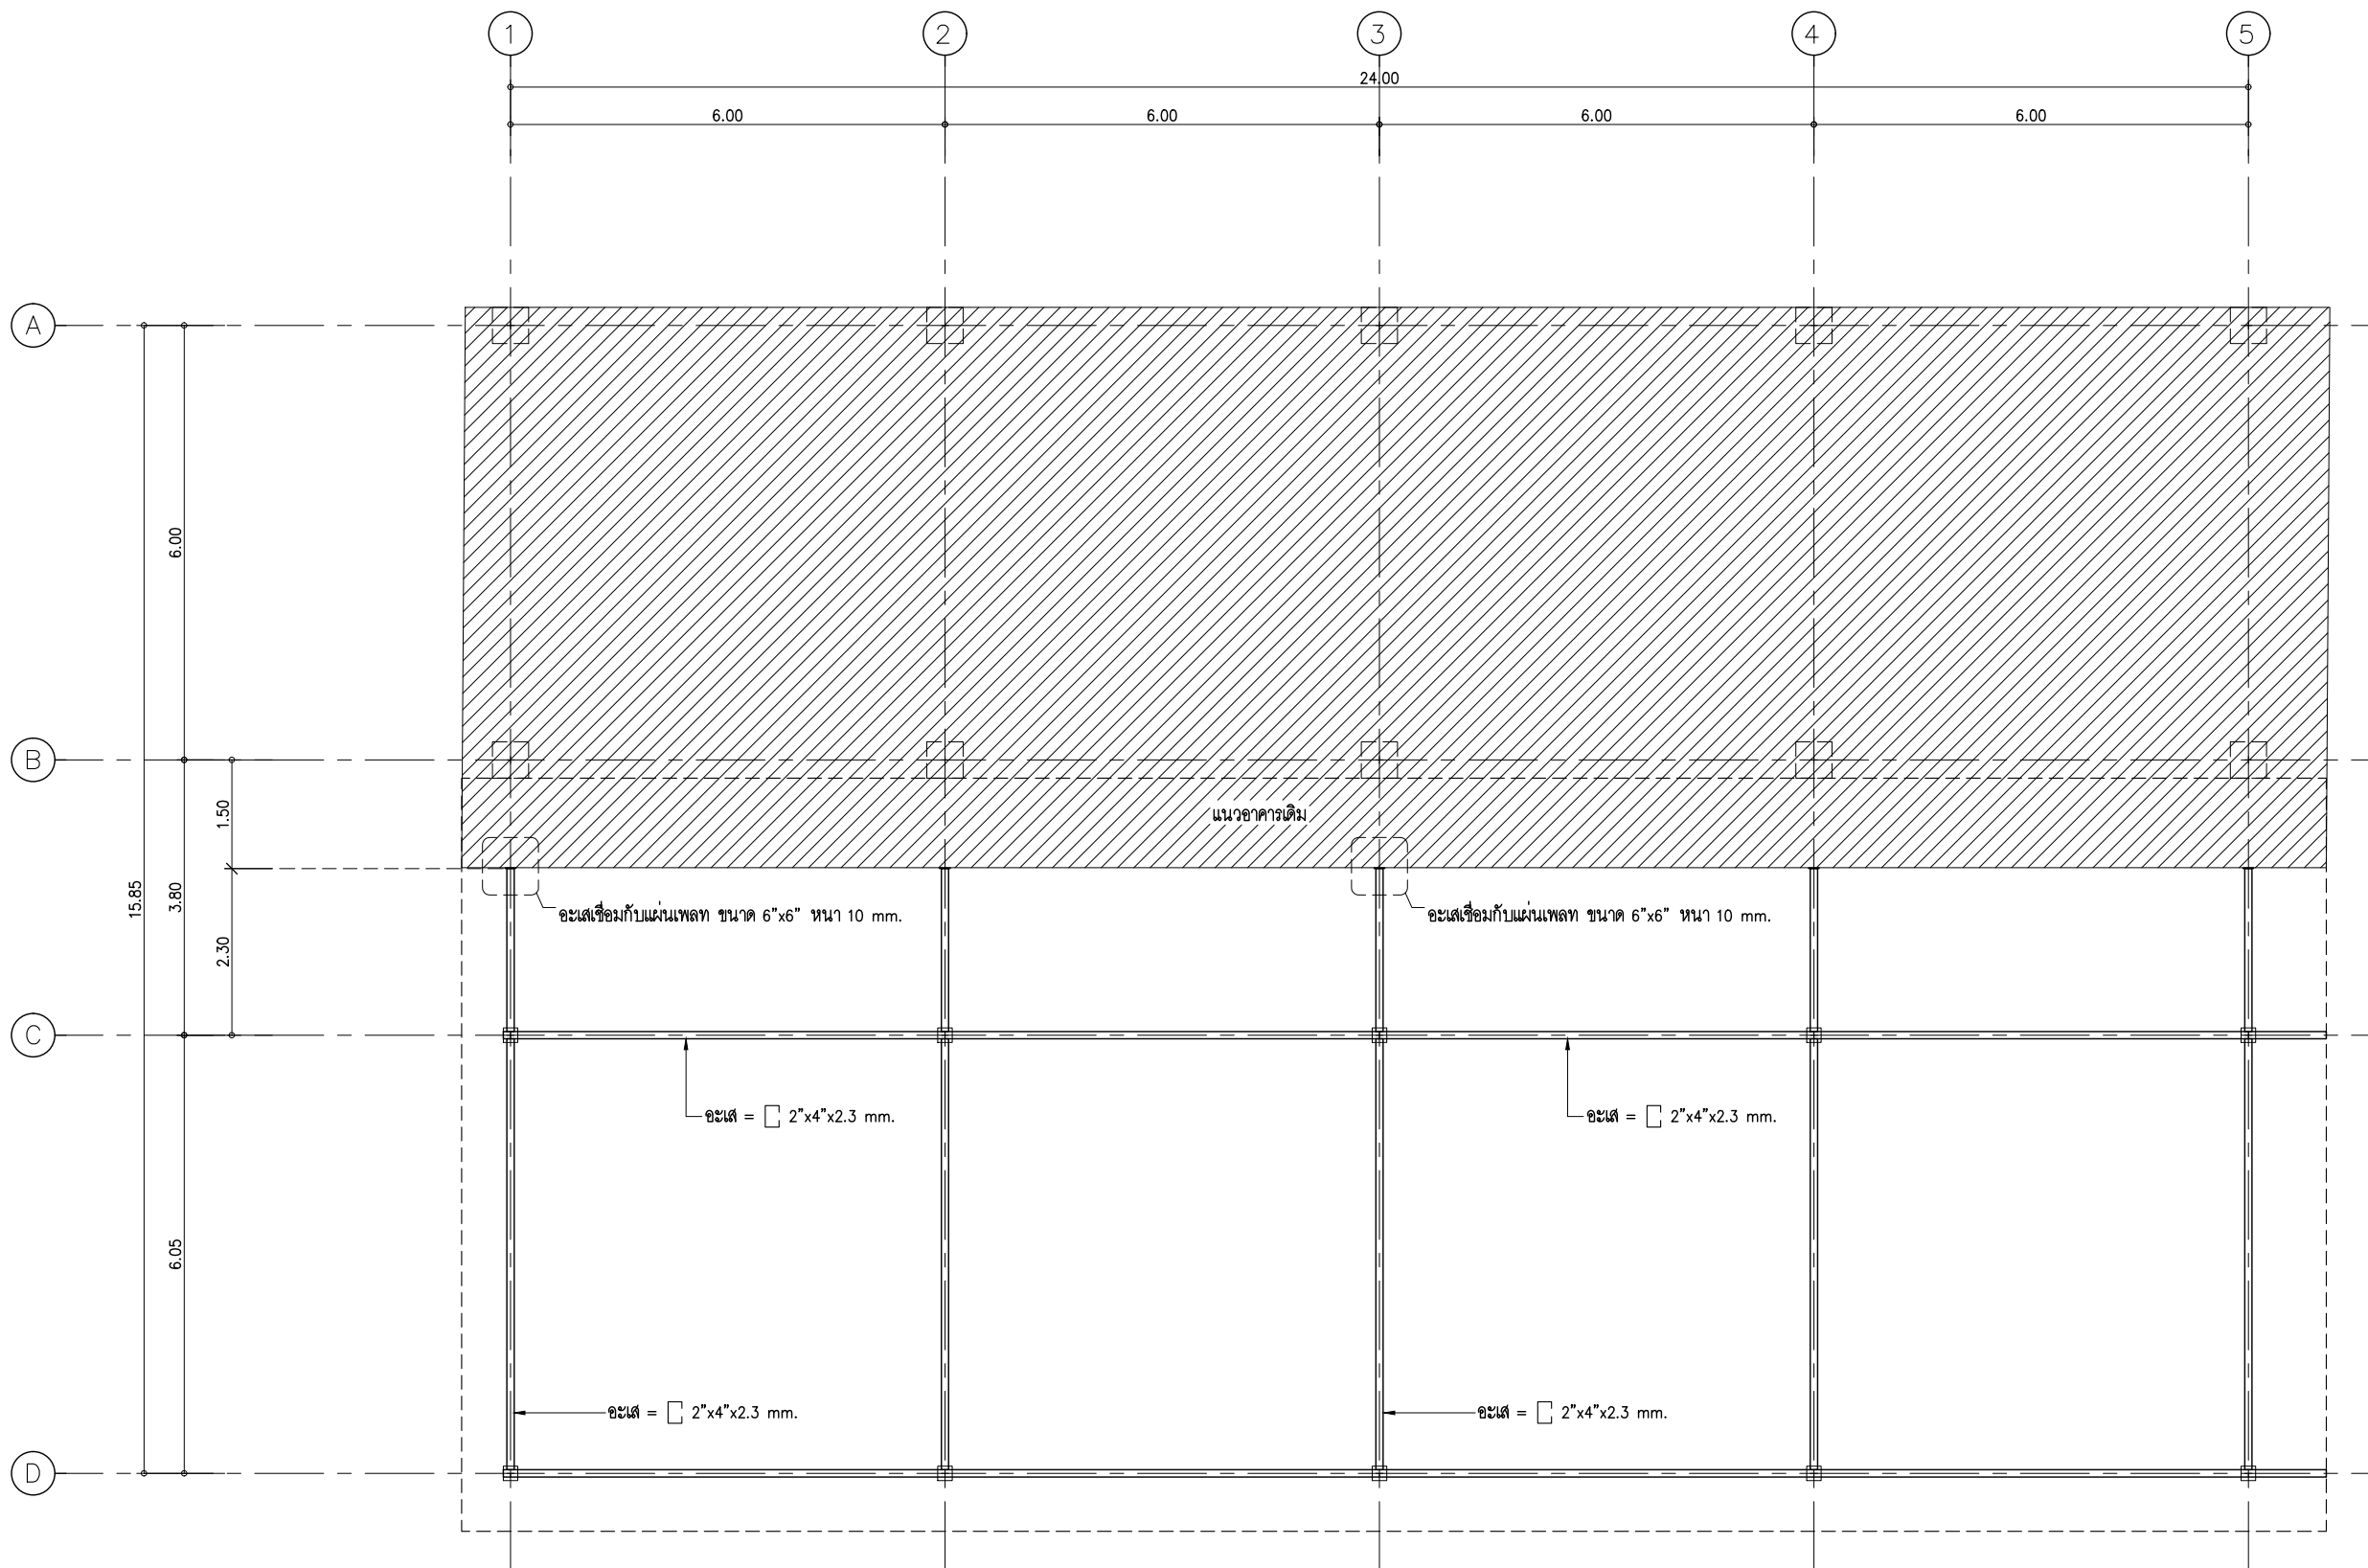 1 2 3 4 5
24.00
6.00 6.00 6.00 6.00
A
6.00
B
1.50
แนวอาคารเดิม
15.85
3.80
อะเสเชื่อมกับแผ่นเพลท ขนาด 6"x6" หนา 10 mm.
อะเสเชื่อมกับแผ่นเพลท ขนาด 6"x6" หนา 10 mm.
2.30
C
อะเส = 2"x4"x2.3 mm.
อะเส = 2"x4"x2.3 mm.
6.05
อะเส = 2"x4"x2.3 mm.
อะเส = 2"x4"x2.3 mm.
D